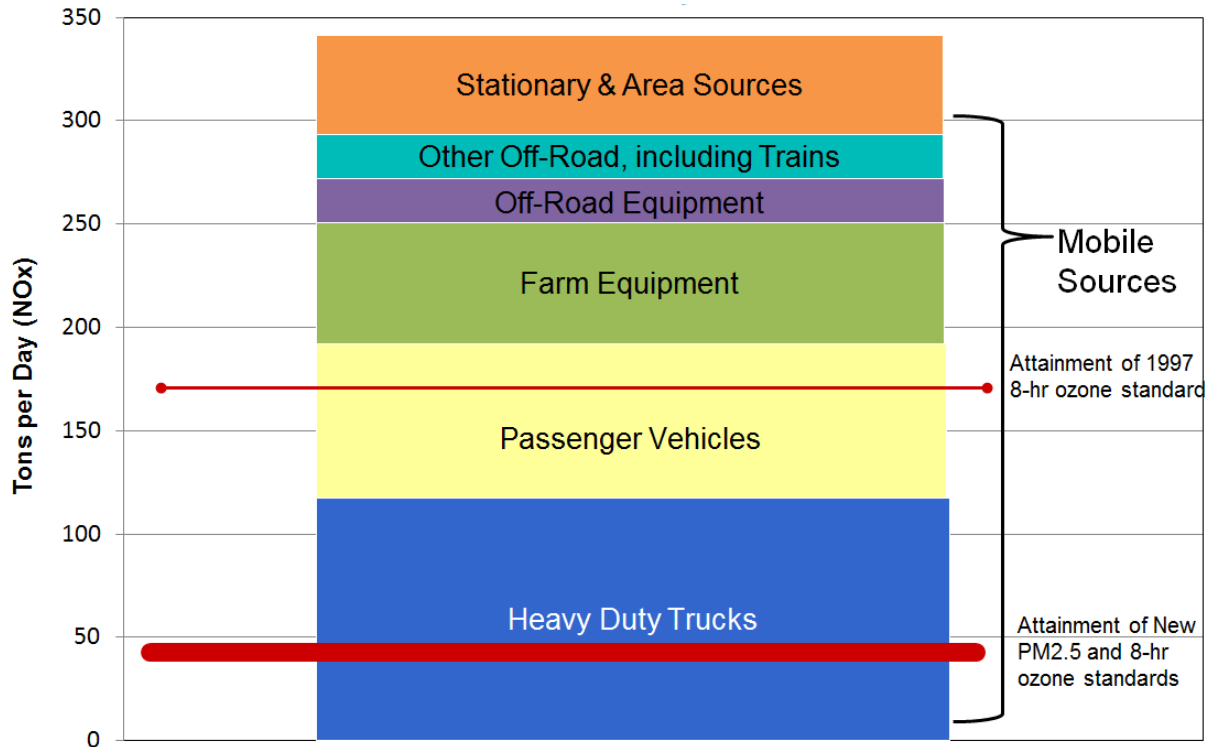 350
300
250
200
150
100
50
0
Tons per Day (NOx)
Stationary & Area Sources
Other Off-Road, including Trains
Off-Road Equipment
Farm Equipment
Passenger Vehicles
Heavy Duty Trucks
Mobile
Sources
Attainment of 1997
8-hr ozone standard
Attainment of New
PM2.5 and 8-hr
ozone standards